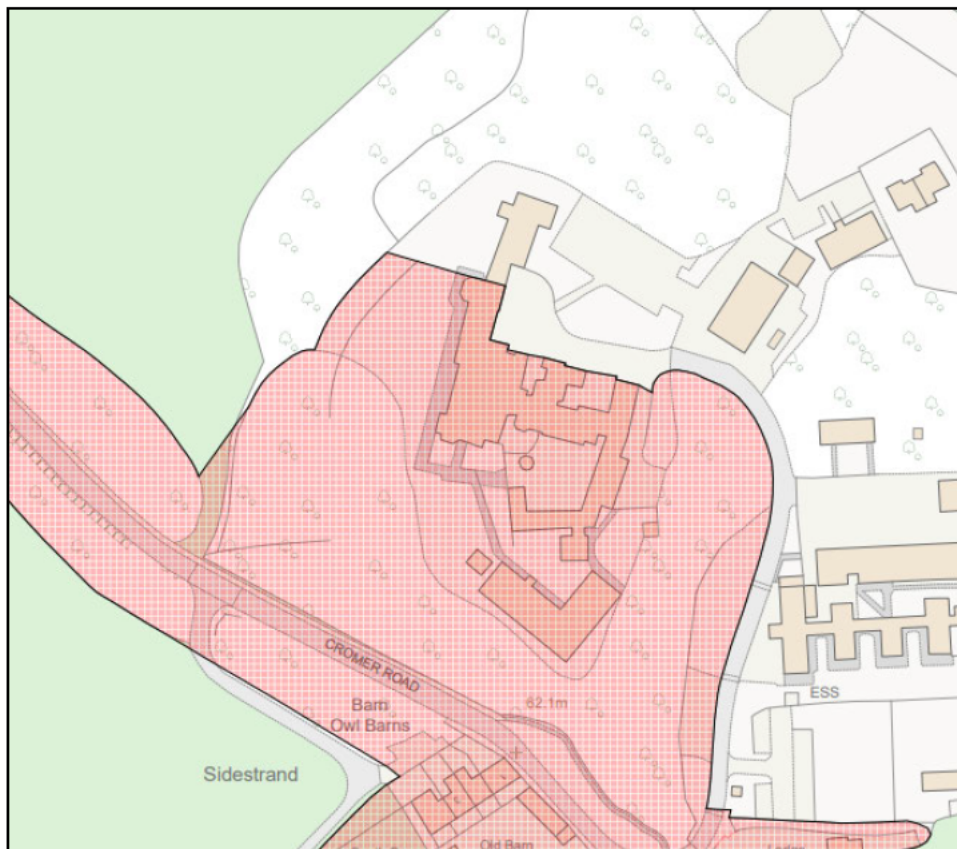 CROMER ROAD
62.1m
Barn
Owl Barns
ESS
Sidestrand
Old Barn